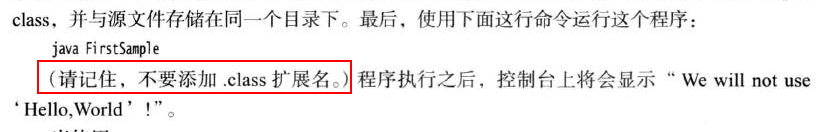 class，并与源文件存储在同一个目录下。最后，使用下面这行命令运行这个程序：
java FirstSample
（请记住，不要添加 .class 扩展名。）程序执行之后，控制台上将会显示 “ We will not use
‘Hello,World’ !”。